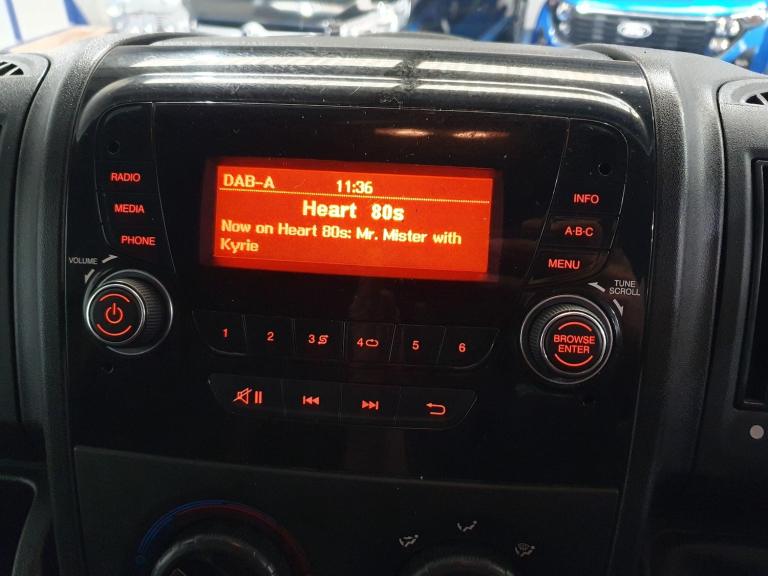 Ford
RADIO
MEDIA
PHONE
VOLUME
DAB-A 11:36
Heart 80s
Now on Heart 80s: Mr. Mister with
Kyrie
INFO
A·B·C
MENU
TUNE
SCROLL
1 2 3 4 5 6
BROWSE
ENTER